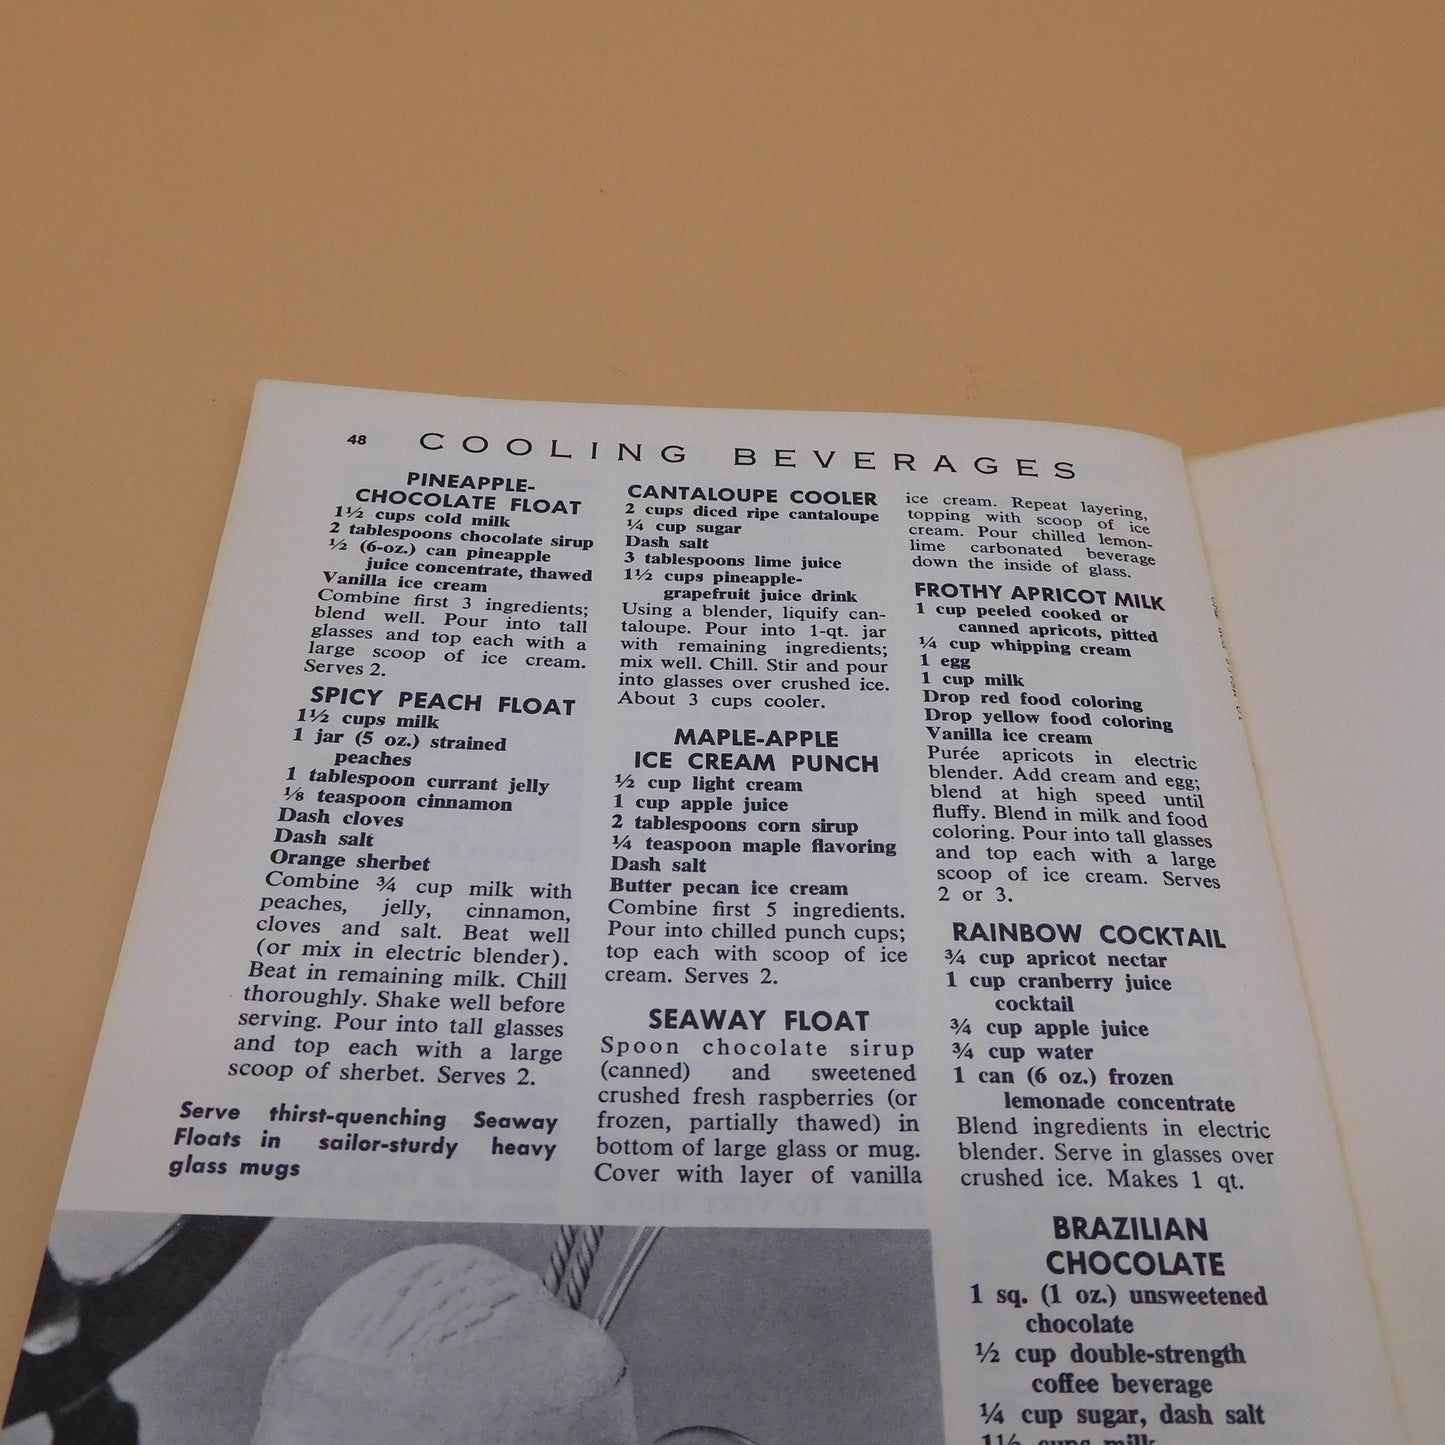 48 COOLING BEVERAGES
PINEAPPLE-
CHOCOLATE FLOAT
1½ cups cold milk
2 tablespoons chocolate sirup
½ (6-oz.) can pineapple
juice concentrate, thawed
Vanilla ice cream
Combine first 3 ingredients;
blend well. Pour into tall
glasses and top each with a
large scoop of ice cream.
Serves 2.
SPICY PEACH FLOAT
1½ cups milk
1 jar (5 oz.) strained
peaches
1 tablespoon currant jelly
⅛ teaspoon cinnamon
Dash cloves
Dash salt
Orange sherbet
Combine ¾ cup milk with
peaches, jelly, cinnamon,
cloves and salt. Beat well
(or mix in electric blender).
Beat in remaining milk. Chill
thoroughly. Shake well before
serving. Pour into tall glasses
and top each with a large
scoop of sherbet. Serves 2.
Serve thirst-quenching Seaway
Floats in sailor-sturdy heavy
glass mugs
CANTALOUPE COOLER
2 cups diced ripe cantaloupe
¼ cup sugar
Dash salt
3 tablespoons lime juice
1½ cups pineapple-
grapefruit juice drink
Using a blender, liquify can-
taloupe. Pour into 1-qt. jar
with remaining ingredients;
mix well. Chill. Stir and pour
into glasses over crushed ice.
About 3 cups cooler.
MAPLE-APPLE
ICE CREAM PUNCH
½ cup light cream
1 cup apple juice
2 tablespoons corn sirup
¼ teaspoon maple flavoring
Dash salt
Butter pecan ice cream
Combine first 5 ingredients.
Pour into chilled punch cups;
top each with scoop of ice
cream. Serves 2.
SEAWAY FLOAT
Spoon chocolate sirup
(canned) and sweetened
crushed fresh raspberries (or
frozen, partially thawed) in
bottom of large glass or mug.
Cover with layer of vanilla
ice cream. Repeat layering,
topping with scoop of ice
cream. Pour chilled lemon-
lime carbonated beverage
down the inside of glass.
FROTHY APRICOT MILK
1 cup peeled cooked or
canned apricots, pitted
¼ cup whipping cream
1 egg
1 cup milk
Drop red food coloring
Drop yellow food coloring
Vanilla ice cream
Purée apricots in electric
blender. Add cream and egg;
blend at high speed until
fluffy. Blend in milk and food
coloring. Pour into tall glasses
and top each with a large
scoop of ice cream. Serves
2 or 3.
RAINBOW COCKTAIL
¾ cup apricot nectar
1 cup cranberry juice
cocktail
¾ cup apple juice
¾ cup water
1 can (6 oz.) frozen
lemonade concentrate
Blend ingredients in electric
blender. Serve in glasses over
crushed ice. Makes 1 qt.
BRAZILIAN
CHOCOLATE
1 sq. (1 oz.) unsweetened
chocolate
½ cup double-strength
coffee beverage
¼ cup sugar, dash salt
1½ cups milk